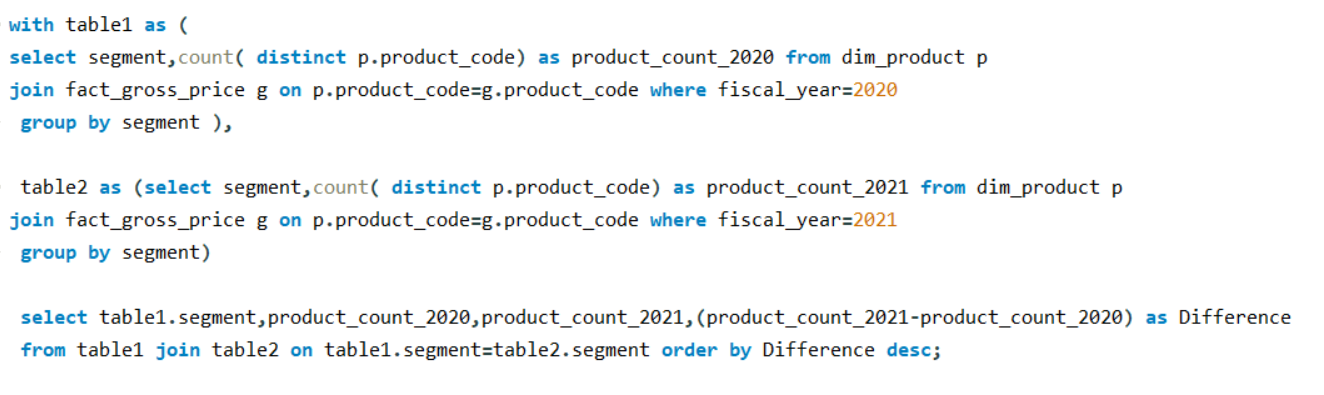 with table1 as (
select segment,count( distinct p.product_code) as product_count_2020 from dim_product p
join fact_gross_price g on p.product_code=g.product_code where fiscal_year=2020
group by segment ),
table2 as (select segment,count( distinct p.product_code) as product_count_2021 from dim_product p
join fact_gross_price g on p.product_code=g.product_code where fiscal_year=2021
group by segment)
select table1.segment,product_count_2020,product_count_2021,(product_count_2021-product_count_2020) as Difference
from table1 join table2 on table1.segment=table2.segment order by Difference desc;